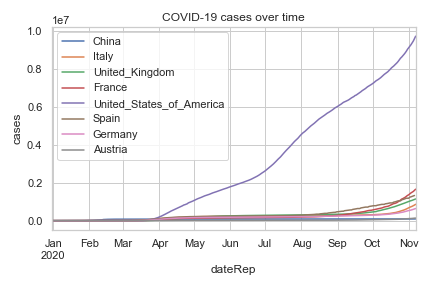 COVID-19 cases over time
1e7
1.0
0.8
0.6
0.4
0.2
0.0
cases
China
Italy
United_Kingdom
France
United_States_of_America
Spain
Germany
Austria
Jan Feb Mar Apr May Jun Jul Aug Sep Oct Nov
2020
dateRep